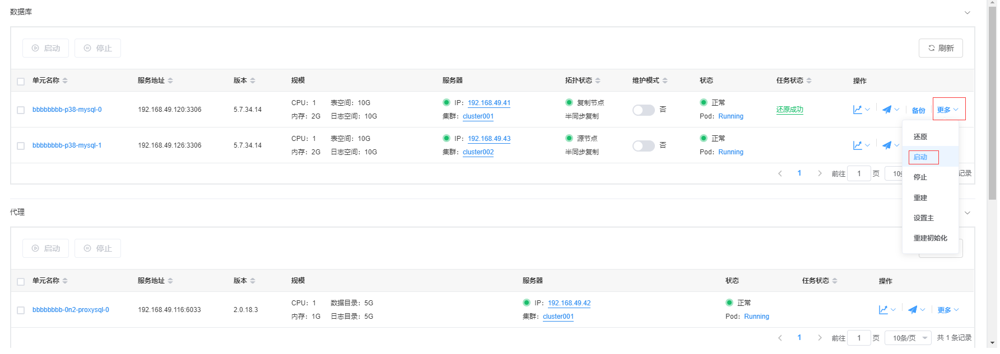 数据库
启动 停止 刷新
单元名称 服务地址 版本 规模 服务器 拓扑状态 维护模式 状态 任务状态 操作
bbbbbbbb-p38-mysql-0 192.168.49.120:3306 5.7.34.14 CPU：1 表空间：10G IP：192.168.49.41 复制节点 否 正常 还原成功 备份 更多
内存：2G 日志空间：10G 集群：cluster001 半同步复制 Pod：Running
还原
bbbbbbbb-p38-mysql-1 192.168.49.126:3306 5.7.34.14 CPU：1 表空间：10G IP：192.168.49.43 源节点 否 正常
内存：2G 日志空间：10G 集群：cluster002 半同步复制 Pod：Running
启动
1 前往 1 页 10条 记录
停止
重建
代理
设置主
重建初始化
启动 停止
单元名称 服务地址 版本 规模 服务器 状态 任务状态 操作
bbbbbbbb-0n2-proxysql-0 192.168.49.116:6033 2.0.18.3 CPU：1 数据目录：5G IP：192.168.49.42 正常 更多
内存：1G 日志目录：5G 集群：cluster001 Pod：Running
1 前往 1 页 10条/页 共 1 条记录